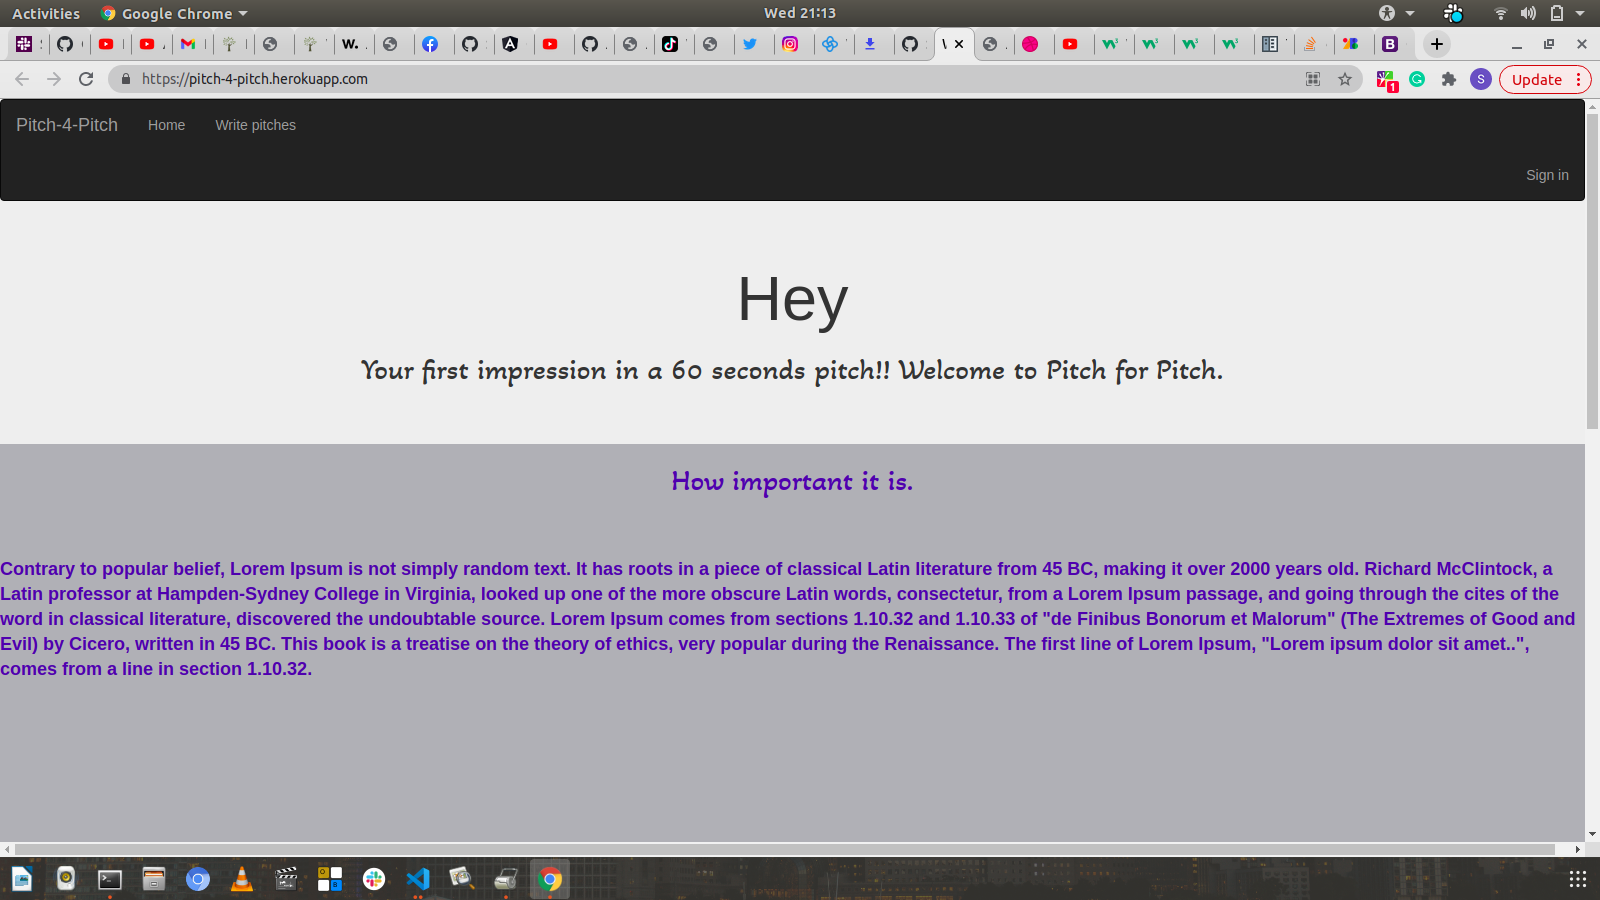 Activities Google Chrome Wed 21:13
W
https://pitch-4-pitch.herokuapp.com
1 S Update
Pitch-4-Pitch Home Write pitches
Sign in
Hey
Your first impression in a 60 seconds pitch!! Welcome to Pitch for Pitch.
How important it is.
Contrary to popular belief, Lorem Ipsum is not simply random text. It has roots in a piece of classical Latin literature from 45 BC, making it over 2000 years old. Richard McClintock, a
Latin professor at Hampden-Sydney College in Virginia, looked up one of the more obscure Latin words, consectetur, from a Lorem Ipsum passage, and going through the cites of the
word in classical literature, discovered the undoubtable source. Lorem Ipsum comes from sections 1.10.32 and 1.10.33 of "de Finibus Bonorum et Malorum" (The Extremes of Good and
Evil) by Cicero, written in 45 BC. This book is a treatise on the theory of ethics, very popular during the Renaissance. The first line of Lorem Ipsum, "Lorem ipsum dolor sit amet..",
comes from a line in section 1.10.32.